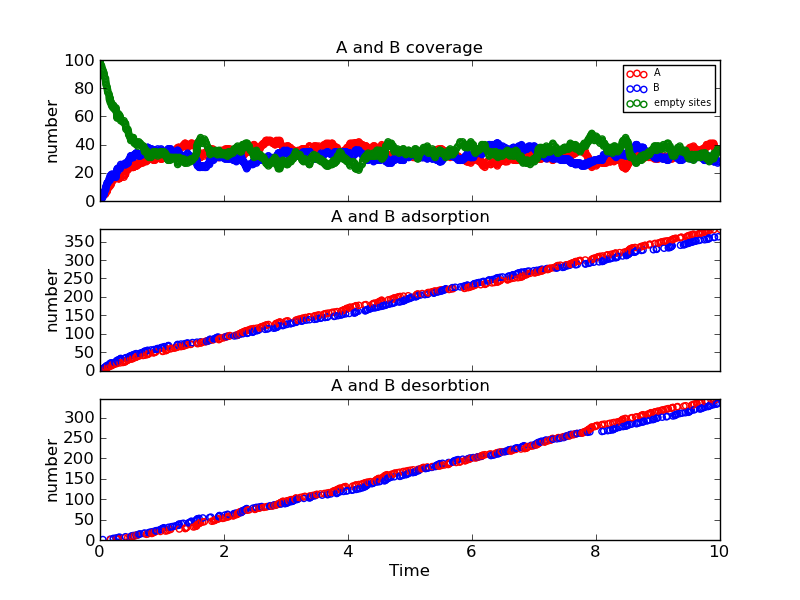 A and B coverage
number
100
80
60
40
20
0
A
B
empty sites
A and B adsorption
number
350
300
250
200
150
100
50
0
A and B desorbtion
number
300
250
200
150
100
50
0
0 2 4 6 8 10
Time